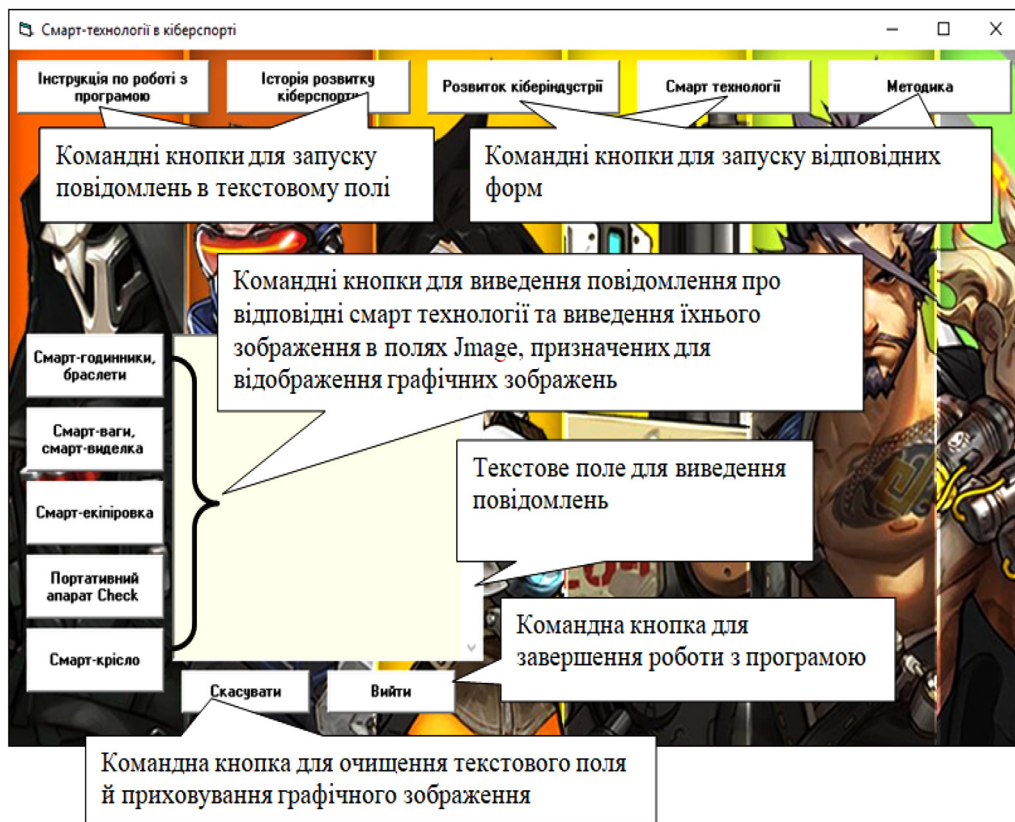 Смарт-технології в кіберспорті
Інструкція по роботі з
програмою
Історія розвитку
кіберспорту
Розвиток кіберіндустрії
Смарт технології
Методика
Командні кнопки для запуску
повідомлень в текстовому полі
Командні кнопки для запуску відповідних
форм
Командні кнопки для виведення повідомлення про
відповідні смарт технології та виведення їхнього
зображення в полях Jmage, призначених для
відображення графічних зображень
Смарт-годинники,
браслети
Смарт-ваги,
смарт-виделка
Смарт-екіпіровка
Портативний
апарат Check
Смарт-крісло
Текстове поле для виведення
повідомлень
Командна кнопка для
завершення роботи з програмою
Скасувати
Вийти
Командна кнопка для очищення текстового поля
й приховування графічного зображення